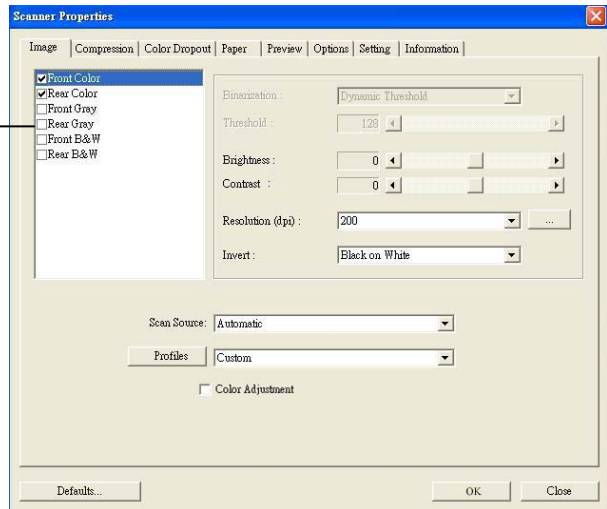 Scanner Properties
Image Compression Color Dropout Paper Preview Options Setting Information
Front Color
Rear Color
Front Gray
Rear Gray
Front B&W
Rear B&W
Binarization : Dynamic Threshold
Threshold : 128
Brightness : 0
Contrast : 0
Resolution (dpi) : 200 ...
Invert : Black on White
Scan Source: Automatic
Profiles Custom
Color Adjustment
Defaults... OK Close